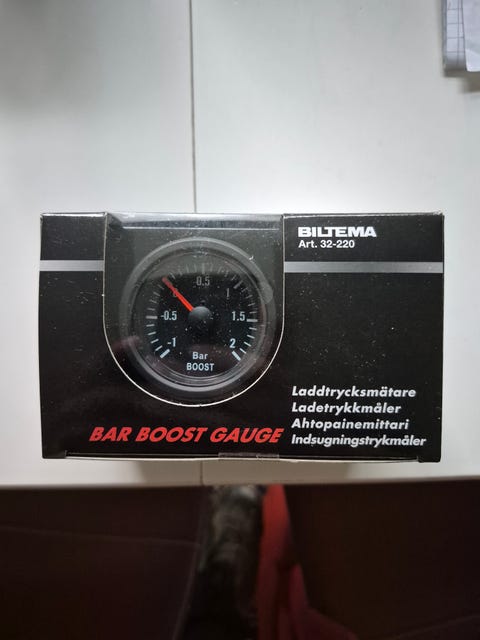 BILTEMA
Art. 32-220
-1
-0.5
0
0.5
1
1.5
2
Bar
BOOST
BAR BOOST GAUGE
Laddtrycksmätare
Ladetrykkmåler
Ahtopainemittari
Indsugningstrykmåler